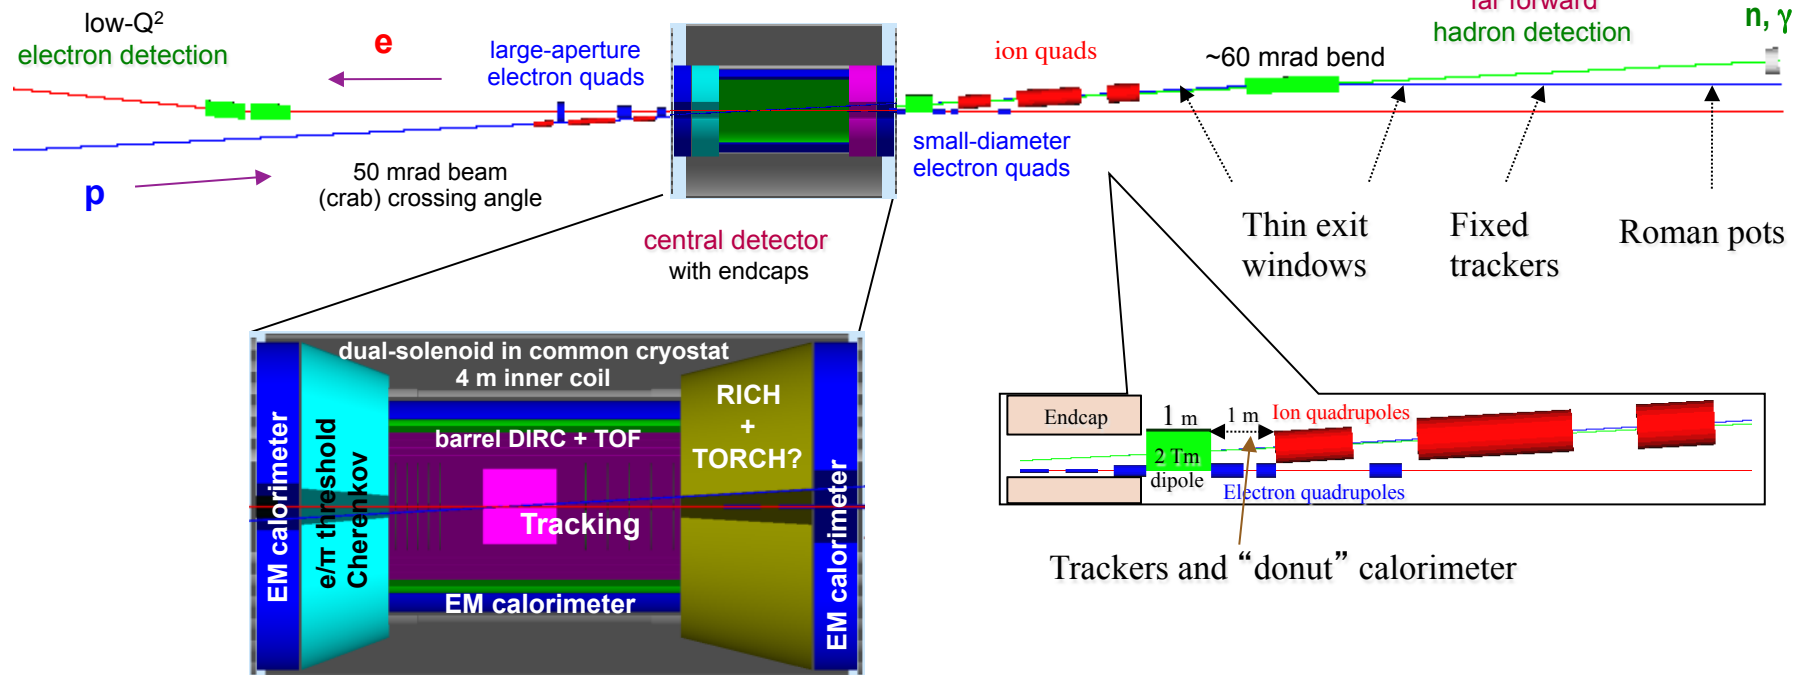 low-Q²
electron detection
e
large-aperture
electron quads
ion quads
~60 mrad bend
far forward
hadron detection
n, γ
p
50 mrad beam
(crab) crossing angle
small-diameter
electron quads
central detector
with endcaps
Thin exit
windows
Fixed
trackers
Roman pots
dual-solenoid in common cryostat
4 m inner coil
barrel DIRC + TOF
RICH
+
TORCH?
EM calorimeter
e/π threshold
Cherenkov
Tracking
EM calorimeter
EM calorimeter
Endcap
1 m
1 m
Ion quadrupoles
2 Tm
dipole
Electron quadrupoles
Trackers and “donut” calorimeter